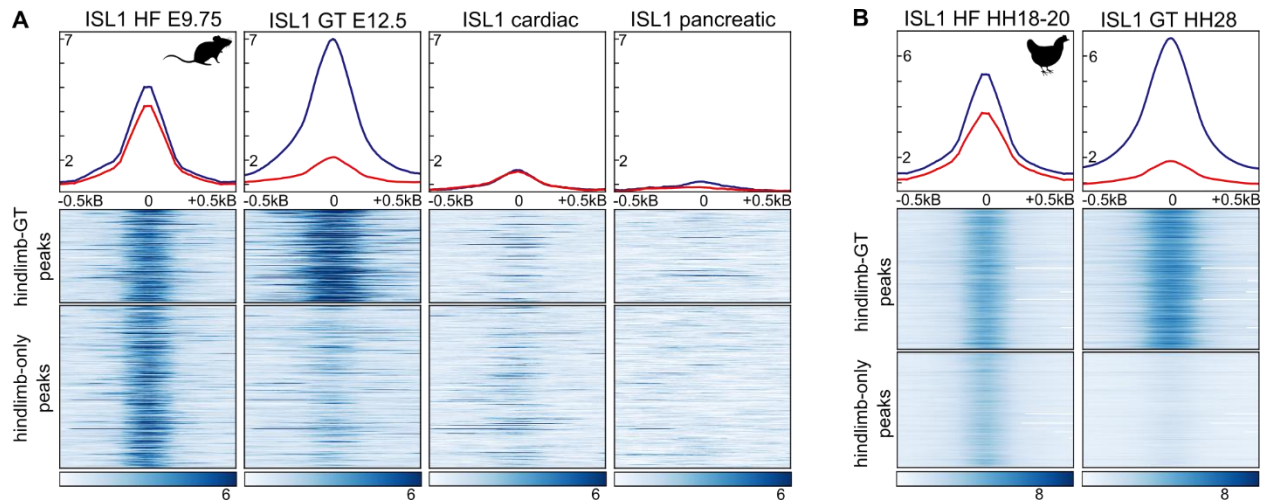 A
ISL1 HF E9.75
ISL1 GT E12.5
ISL1 cardiac
ISL1 pancreatic
7
2
7
2
7
2
7
2
-0.5kB 0 +0.5kB
-0.5kB 0 +0.5kB
-0.5kB 0 +0.5kB
-0.5kB 0 +0.5kB
hindlimb-GT
peaks
hindlimb-only
peaks
6
6
6
6
B
ISL1 HF HH18-20
ISL1 GT HH28
6
2
6
2
-0.5kB 0 +0.5kB
-0.5kB 0 +0.5kB
hindlimb-GT
peaks
hindlimb-only
peaks
8
8